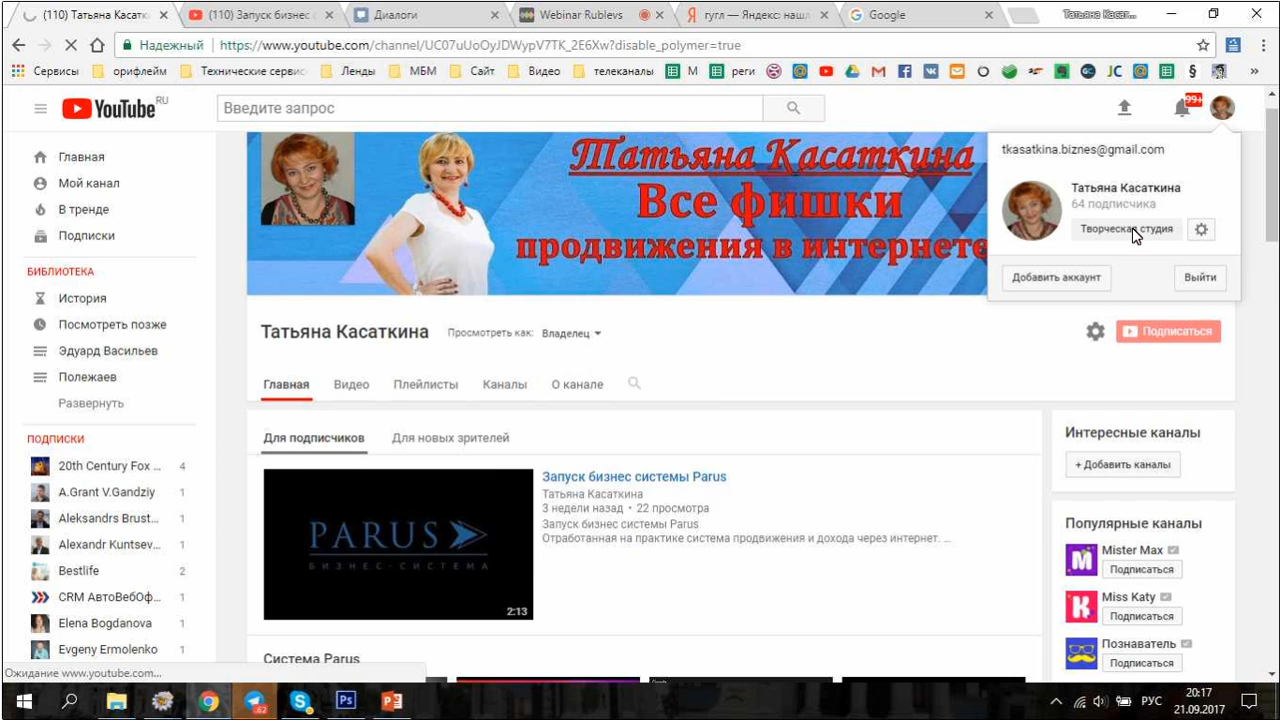 (110) Татьяна Касатк
(110) Запуск бизнес с
Диалоги
Webinar Rublevs
гугл — Яндекс: наш
Google
Татьяна Касат...
Надежный
https://www.youtube.com/channel/UC07uUoOyJDWypV7TK_2E6Xw?disable_polymer=true
Сервисы
орифлейм
Технические сервис
Ленды
МБМ
Сайт
Видео
телеканалы
М
реги
»
YouTube RU
Введите запрос
99+
Главная
Мой канал
В тренде
Подписки
БИБЛИОТЕКА
История
Посмотреть позже
Эдуард Васильев
Полежаев
Развернуть
ПОДПИСКИ
20th Century Fox ... 4
A.Grant V.Gandziy 1
Aleksandrs Brust... 1
Alexandr Kuntsev... 1
Bestlife 2
CRM АвтоВебОф... 1
Elena Bogdanova 1
Evgeny Ermolenko 1
Татьяна Касаткина
Все фишки
продвижения в интернете
tkasatkina.biznes@gmail.com
Татьяна Касаткина
64 подписчика
Творческая студия
Добавить аккаунт
Выйти
Татьяна Касаткина
Просмотреть как: Владелец
Подписаться
Главная
Видео
Плейлисты
Каналы
О канале
Для подписчиков
Для новых зрителей
PARUS
БИЗНЕС-СИСТЕМА
2:13
Запуск бизнес системы Parus
Татьяна Касаткина
3 недели назад • 22 просмотра
Запуск бизнес системы Parus
Отработанная на практике система продвижения и дохода через интернет. ...
Система Parus
Интересные каналы
+ Добавить каналы
Популярные каналы
Mister Max
Подписаться
Miss Katy
Подписаться
Познаватель
Подписаться
Ожидание www.youtube.com...
РУС
20:17
21.09.2017